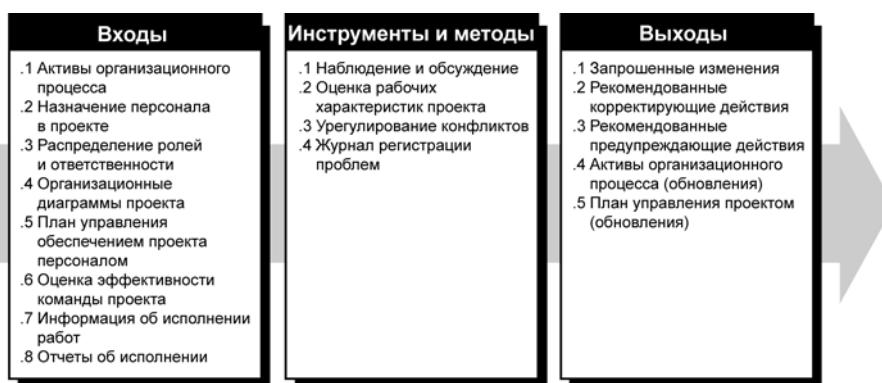 Входы
.1 Активы организационного
процесса
.2 Назначение персонала
в проекте
.3 Распределение ролей
и ответственности
.4 Организационные
диаграммы проекта
.5 План управления
обеспечением проекта
персоналом
.6 Оценка эффективности
команды проекта
.7 Информация об исполнении
работ
.8 Отчеты об исполнении
Инструменты и методы
.1 Наблюдение и обсуждение
.2 Оценка рабочих
характеристик проекта
.3 Урегулирование конфликтов
.4 Журнал регистрации
проблем
Выходы
.1 Запрошенные изменения
.2 Рекомендованные
корректирующие действия
.3 Рекомендованные
предупреждающие действия
.4 Активы организационного
процесса (обновления)
.5 План управления проектом
(обновления)